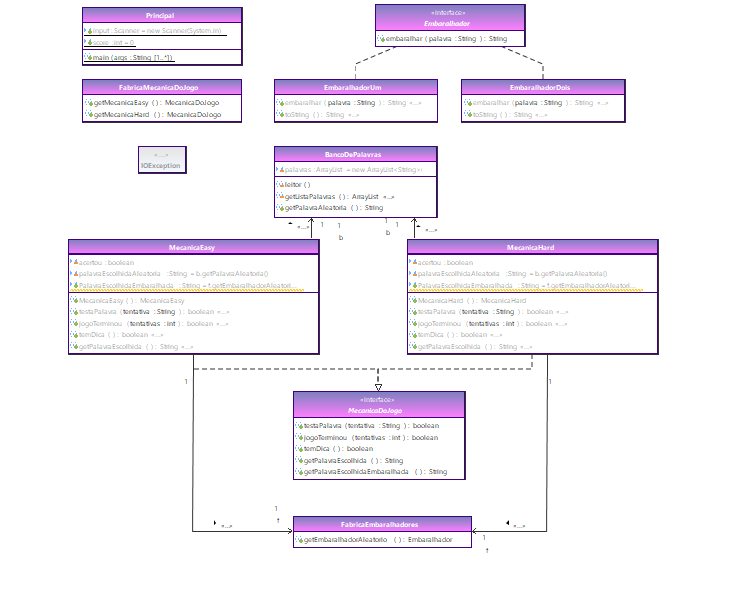 Principal
input : Scanner = new Scanner(System.in)
score : int = 0
main (args : String [1..*])
«interface»
Embaralhador
embaralhar (palavra : String ) : String
FabricaMecanicaDoJogo
getMecanicaEasy ( ) : MecanicaDoJogo
getMecanicaHard ( ) : MecanicaDoJogo
EmbaralhadorUm
embaralhar (palavra :String ) : String «...»
toString ( ) : String «...»
EmbaralhadorDois
embaralhar (palavra :String ) : String «...»
toString ( ) : String «...»
« ...»
IOException
BancoDePalavras
palavras :ArrayList = new ArrayList<String>()
leitor ( )
getListaPalavras ( ) : ArrayList «...»
getPalavraAleatoria ( ) : String
«...» 1 1 b
1 1 b «...»
MecanicaEasy
acertou : boolean
palavraEscolhidaAleatoria : String = b.getPalavraAleatoria()
PalavraEscolhidaEmbaralhada : String = f.getEmbaralhadorAleatori...
MecanicaEasy ( ) : MecanicaEasy
testaPalavra (tentativa :String ) : boolean «...»
jogoTerminou (tentativas :int ) : boolean «...»
temDica ( ) : boolean «...»
getPalavraEscolhida ( ) : String «...»
MecanicaHard
acertou : boolean
palavraEscolhidaAleatoria : String = b.getPalavraAleatoria()
PalavraEscolhidaEmbaralhada : String = f.getEmbaralhadorAleatori...
MecanicaHard ( ) : MecanicaHard
testaPalavra (tentativa :String ) : boolean «...»
jogoTerminou (tentativas :int ) : boolean «...»
temDica ( ) : boolean «...»
getPalavraEscolhida ( ) : String «...»
1
1
«interface»
MecanicaDoJogo
testaPalavra (tentativa : String ) : boolean
jogoTerminou (tentativas : int ) : boolean
temDica ( ) : boolean
getPalavraEscolhida ( ) : String
getPalavraEscolhidaEmbaralhada ( ) : String
«...»
1
f
FabricaEmbaralhadores
getEmbaralhadorAleatorio ( ) : Embaralhador
«...»
1
f